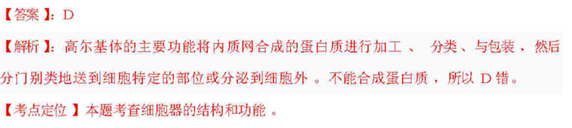 【答案】：D
【解析】：高尔基体的主要功能将内质网合成的蛋白质进行加工 、 分类、与包装 ，然后
分门别类地送到细胞特定的部位或分泌到细胞外 。不能合成蛋白质 ，所以 D 错。
【考点定位 】本题考查细胞器的结构和功能 。